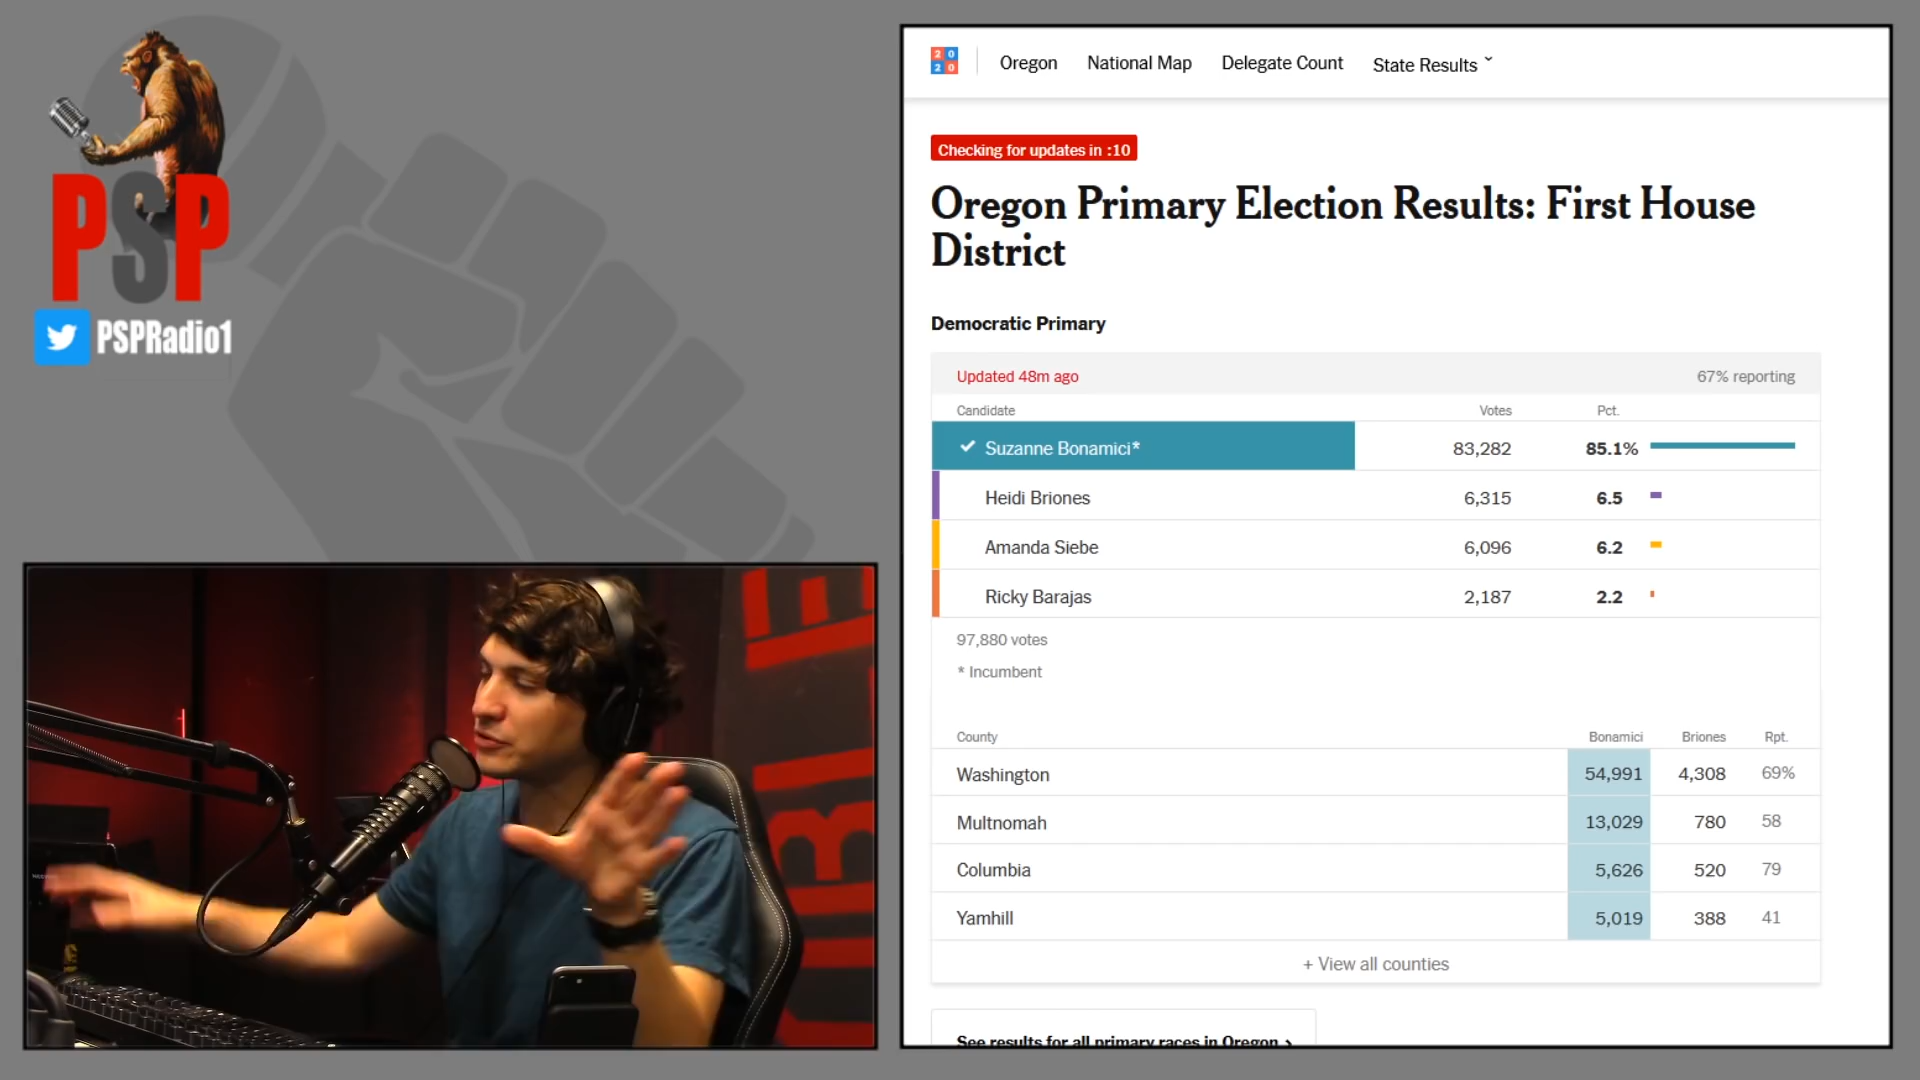 PSP
PSPRadio1
20
20
Oregon National Map Delegate Count State Results
Checking for updates in :10
Oregon Primary Election Results: First House
District
Democratic Primary
Updated 48m ago 67% reporting
Candidate Votes Pct.
Suzanne Bonamici* 83,282 85.1%
Heidi Briones 6,315 6.5
Amanda Siebe 6,096 6.2
Ricky Barajas 2,187 2.2
97,880 votes
* Incumbent
County Bonamici Briones Rpt.
Washington 54,991 4,308 69%
Multnomah 13,029 780 58
Columbia 5,626 520 79
Yamhill 5,019 388 41
+ View all counties
See results for all primary races in Oregon ›